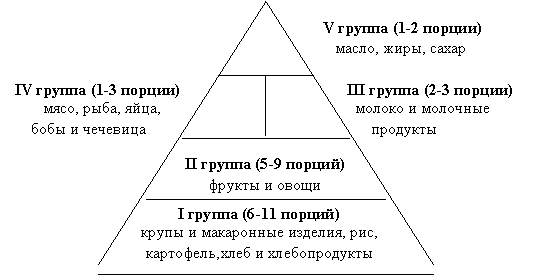 V группа (1-2 порции)
масло, жиры, сахар
IV группа (1-3 порции)
мясо, рыба, яйца,
бобы и чечевица
III группа (2-3 порции)
молоко и молочные
продукты
II группа (5-9 порций)
фрукты и овощи
I группа (6-11 порций)
крупы и макаронные изделия, рис,
картофель,хлеб и хлебопродукты